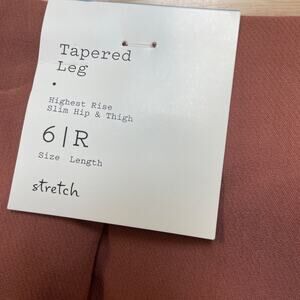 Tapered
Leg
Highest Rise
Slim Hip & Thigh
6|R
Size Length
stretch